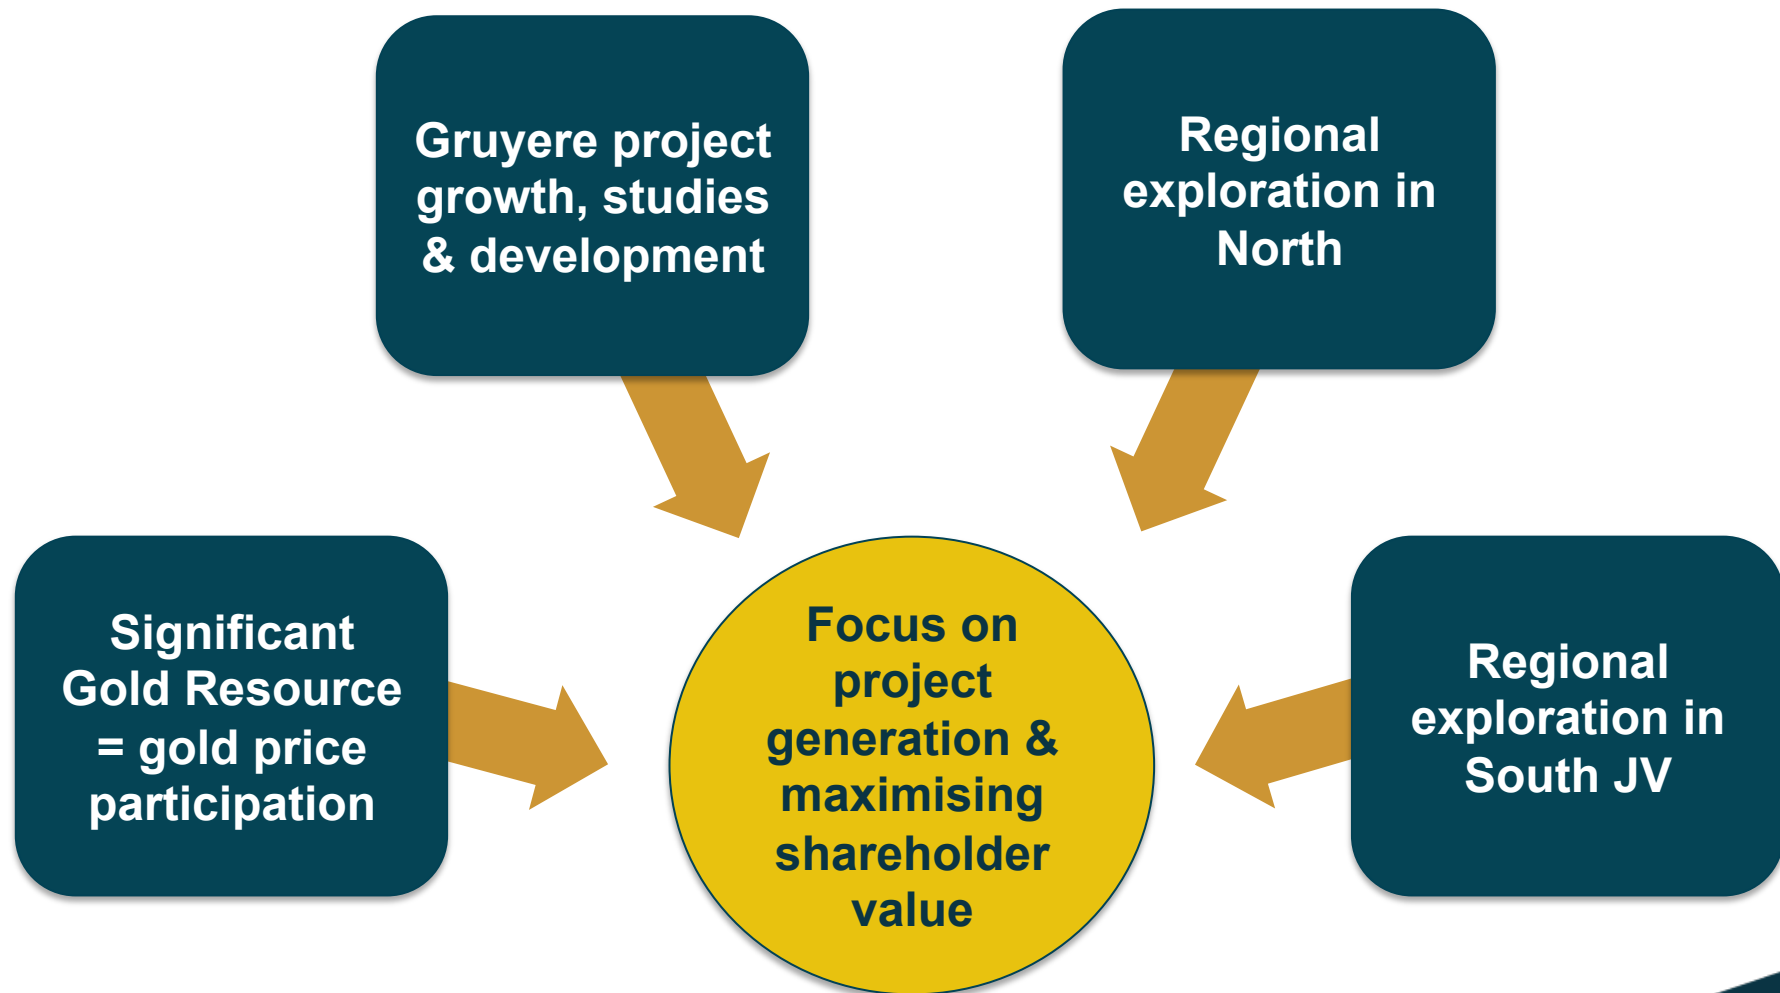 Gruyere project
growth, studies
& development
Regional
exploration in
North
Significant
Gold Resource
= gold price
participation
Focus on
project
generation &
maximising
shareholder
value
Regional
exploration in
South JV